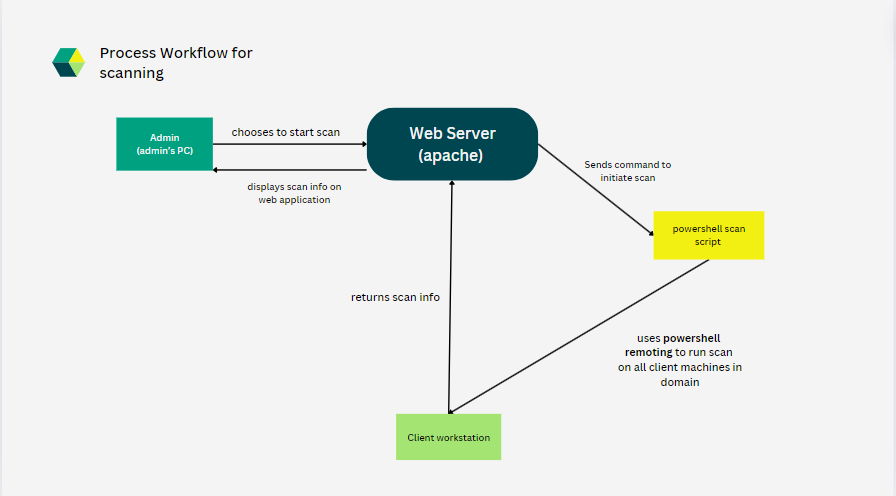 Process Workflow for
scanning
Admin
(admin's PC)
chooses to start scan
Web Server
(apache)
displays scan info on
web application
Sends command to
initiate scan
powershell scan
script
returns scan info
uses powershell
remoting to run scan
on all client machines in
domain
Client workstation